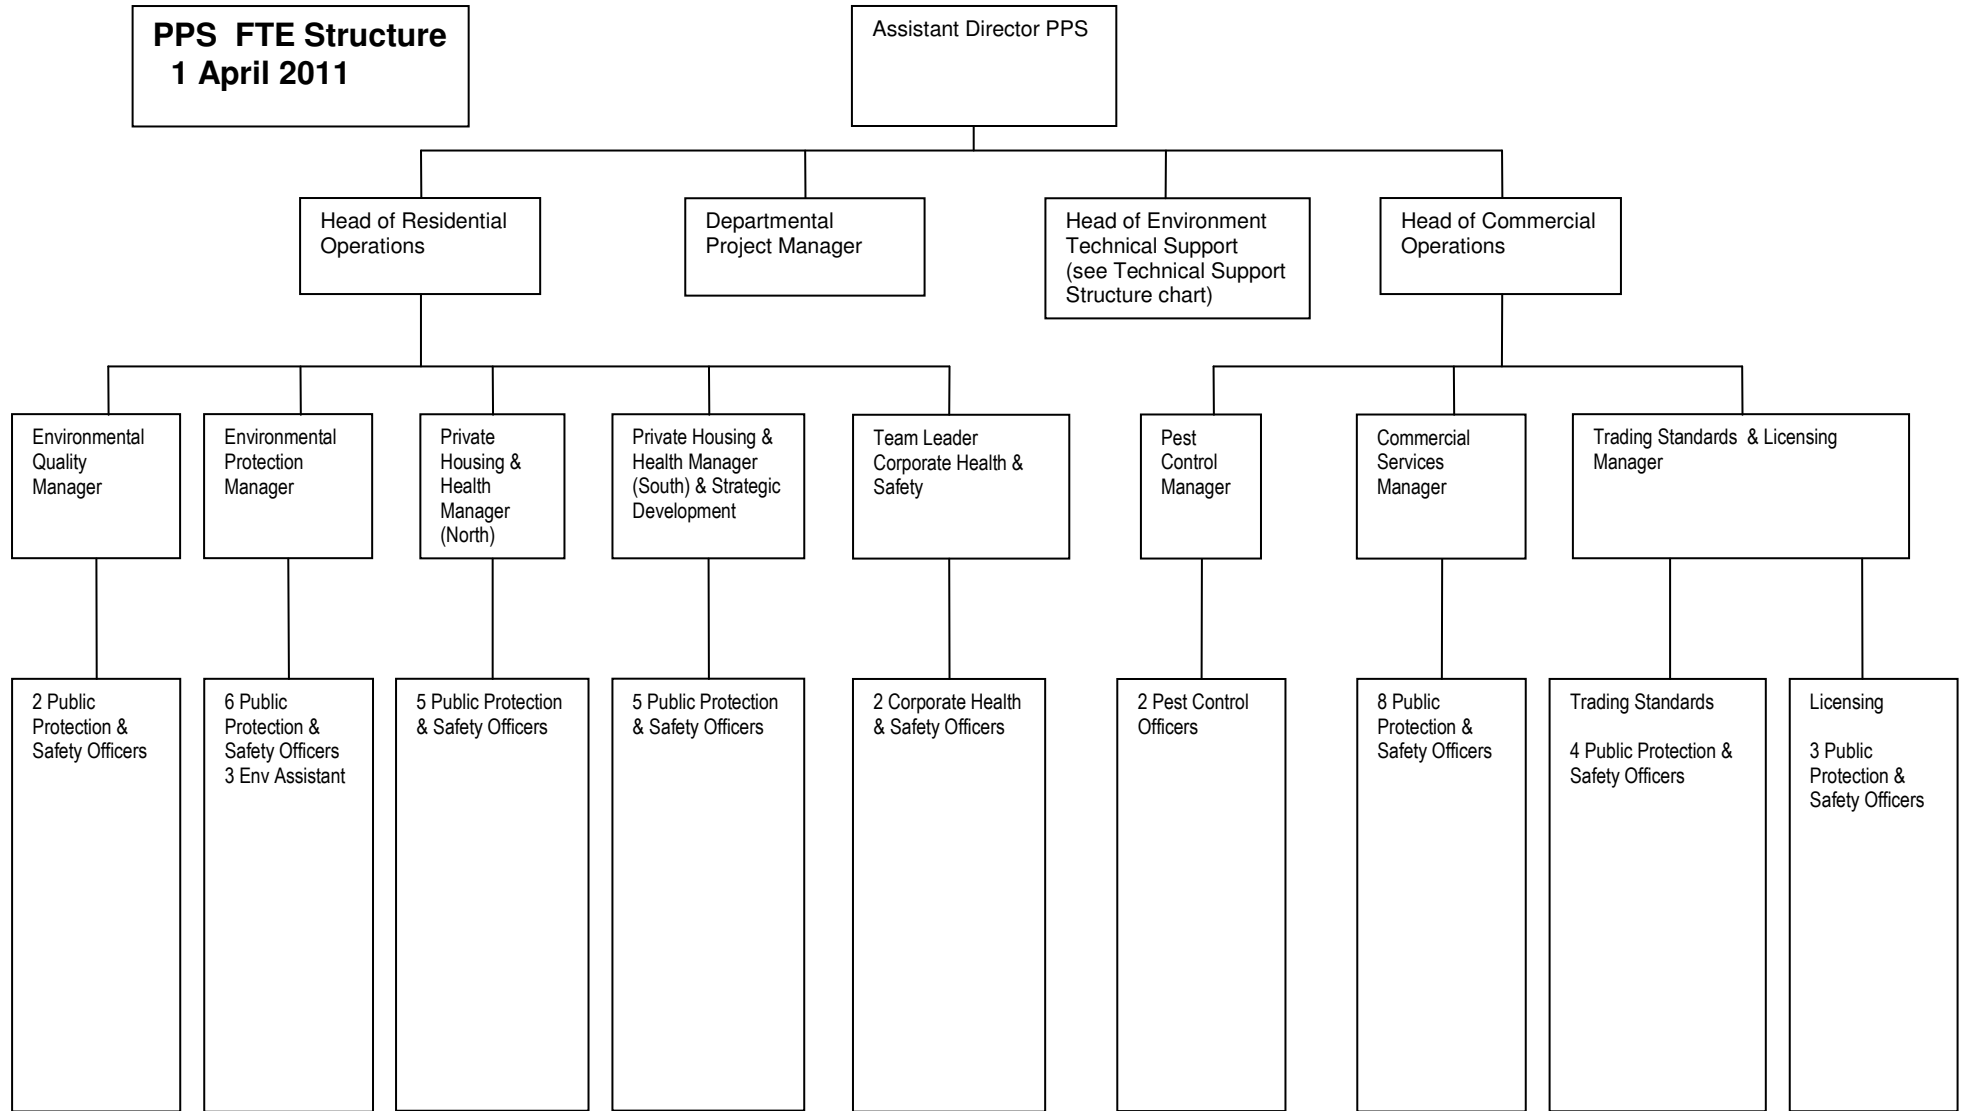 PPS FTE Structure
1 April 2011
Assistant Director PPS
Head of Residential
Operations
Departmental
Project Manager
Head of Environment
Technical Support
(see Technical Support
Structure chart)
Head of Commercial
Operations
Environmental
Quality
Manager
Environmental
Protection
Manager
Private
Housing &
Health
Manager
(North)
Private Housing &
Health Manager
(South) & Strategic
Development
Team Leader
Corporate Health &
Safety
Pest
Control
Manager
Commercial
Services
Manager
Trading Standards & Licensing
Manager
2 Public
Protection &
Safety Officers
6 Public
Protection &
Safety Officers
3 Env Assistant
5 Public Protection
& Safety Officers
5 Public Protection
& Safety Officers
2 Corporate Health
& Safety Officers
2 Pest Control
Officers
8 Public
Protection &
Safety Officers
Trading Standards
4 Public Protection &
Safety Officers
Licensing
3 Public
Protection &
Safety Officers